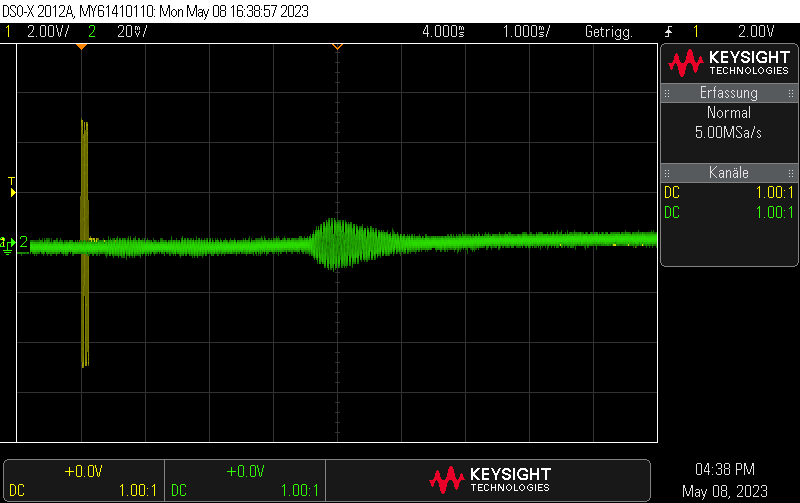 DSO-X 2012A, MY61410110: Mon May 08 16:38:57 2023
1 2.00V/ 2 20mV/ 4.000ms 1.000ms/ Getrigg. 1 2.00V
KEYSIGHT
TECHNOLOGIES
Erfassung
Normal
5.00MSa/s
Kanäle
DC 1.00:1
DC 1.00:1
T
2
+0.0V
DC 1.00:1
+0.0V
DC 1.00:1
KEYSIGHT
TECHNOLOGIES
04:38 PM
May 08, 2023